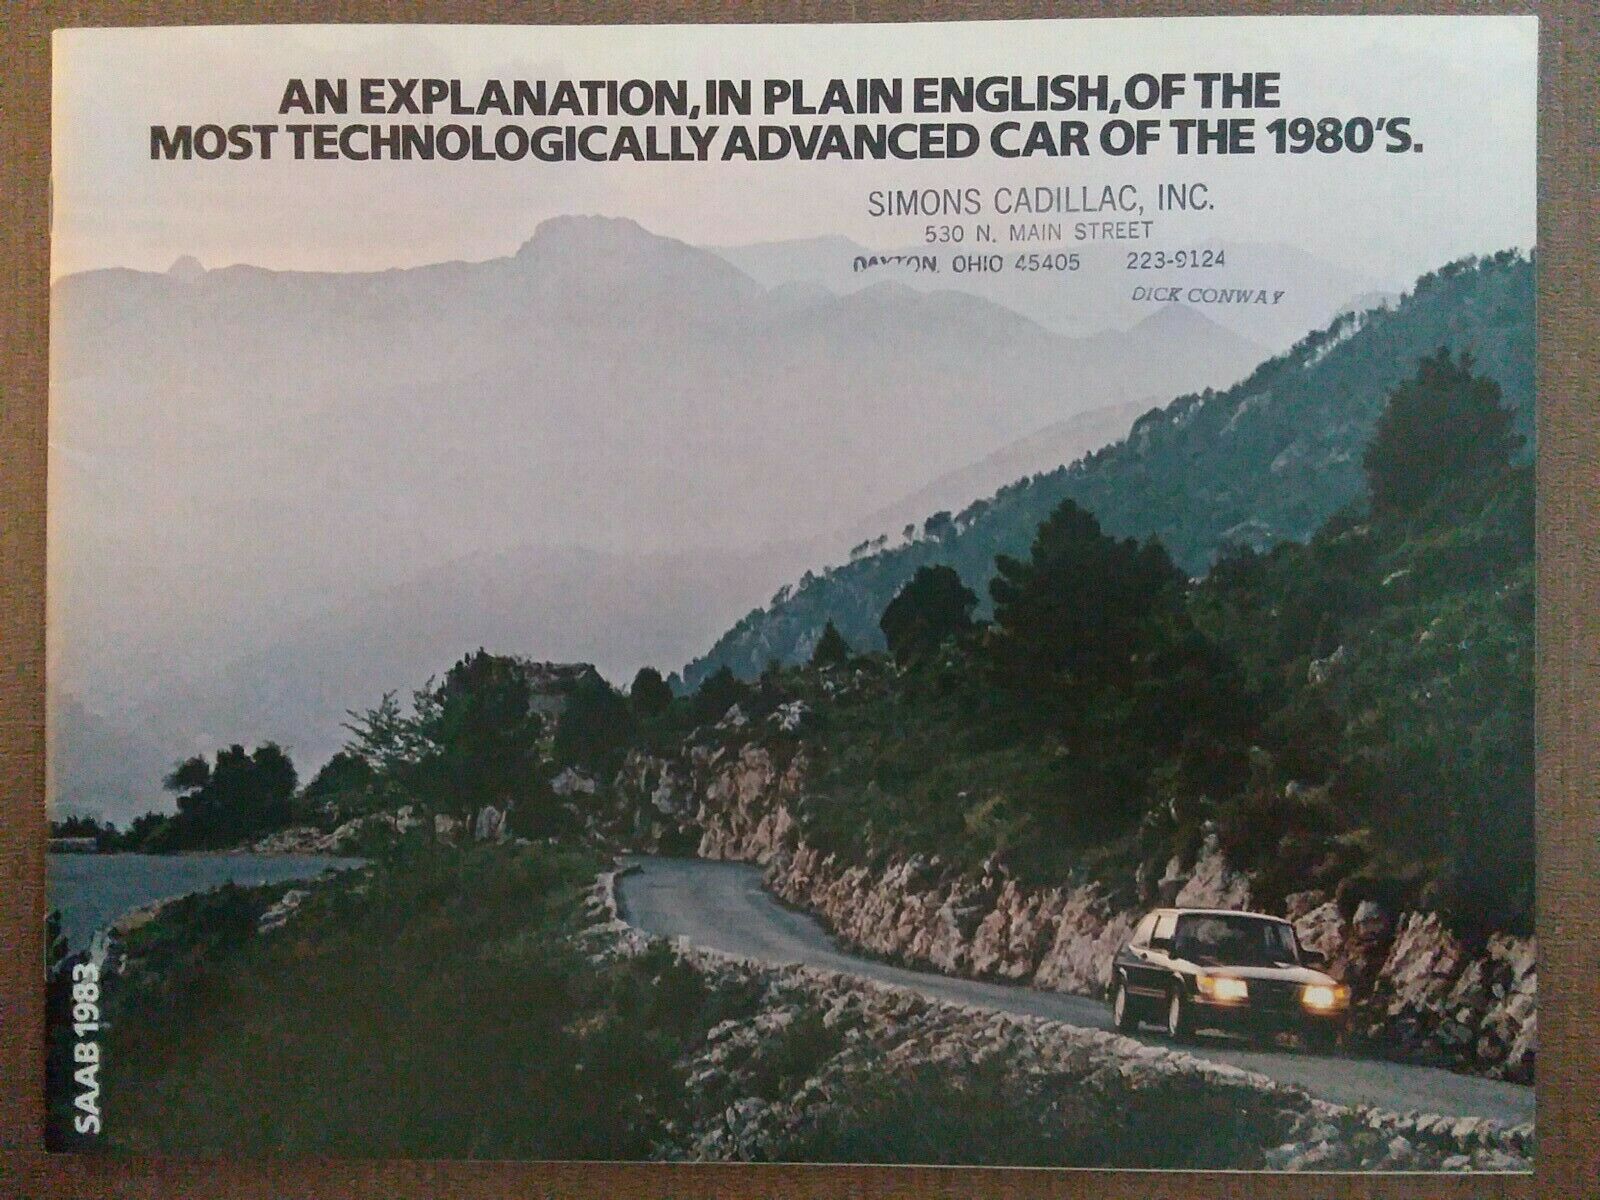 AN EXPLANATION, IN PLAIN ENGLISH, OF THE
MOST TECHNOLOGICALLY ADVANCED CAR OF THE 1980'S.
SIMONS CADILLAC, INC.
530 N. MAIN STREET
DAYTON, OHIO 45405 223-9124
DICK CONWAY
SAAB 1983